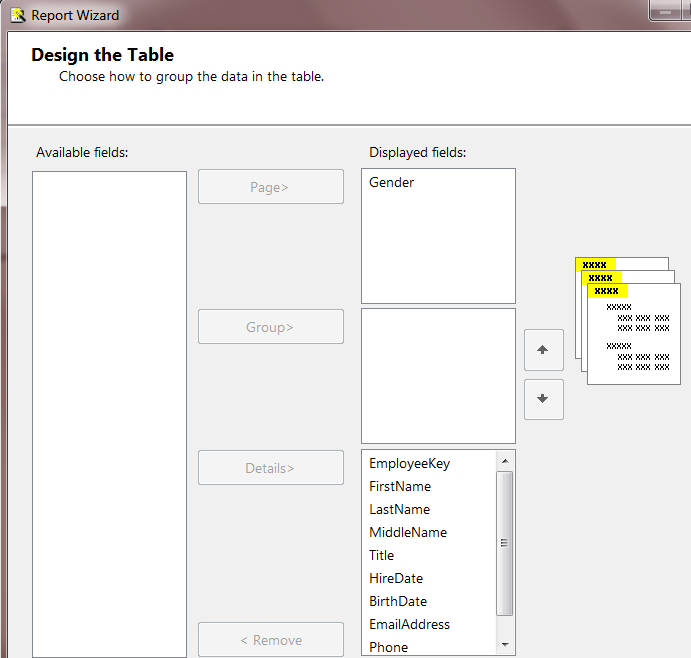 Report Wizard
Design the Table
Choose how to group the data in the table.
Available fields:
Displayed fields:
Page>
Gender
Group>
Details>
EmployeeKey
FirstName
LastName
MiddleName
Title
HireDate
BirthDate
EmailAddress
Phone
< Remove
xxxx
xxxx
xxxx
xxxxx
xxx xxx xxx
xxx xxx xxx
xxxxx
xxx xxx xxx
xxx xxx xxx